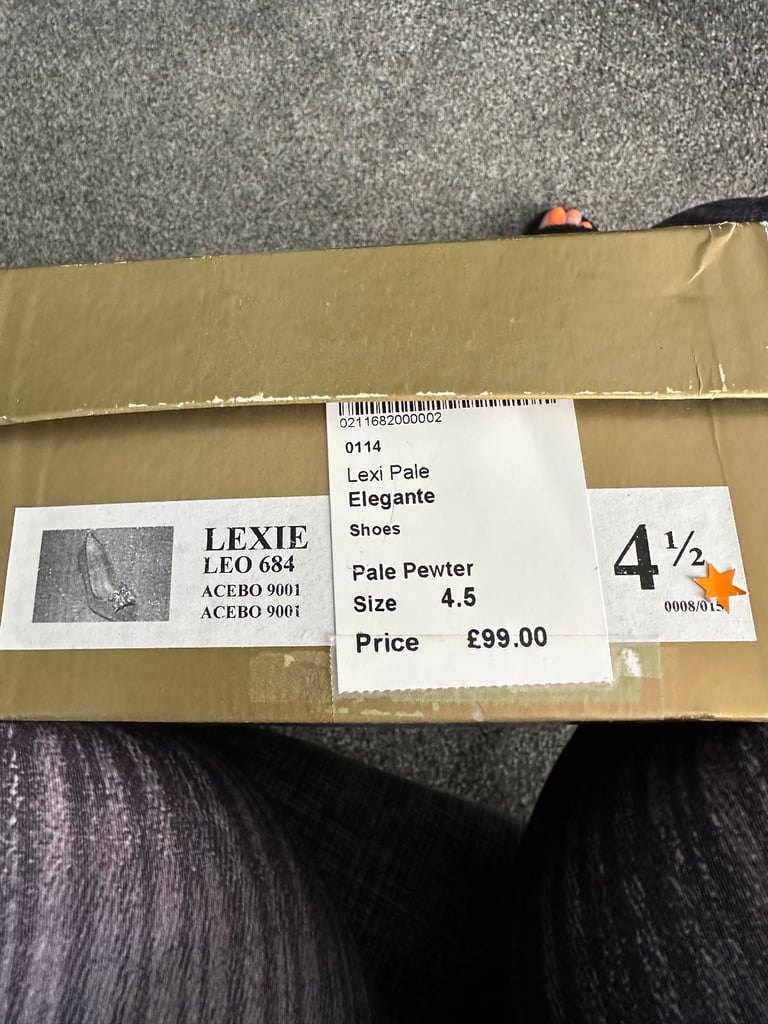 0211682000002
0114
Lexi Pale
Elegante
Shoes
Pale Pewter
Size 4.5
Price £99.00
LEXIE
LEO 684
ACEBO 9001
ACEBO 9001
4 ½
0008/015